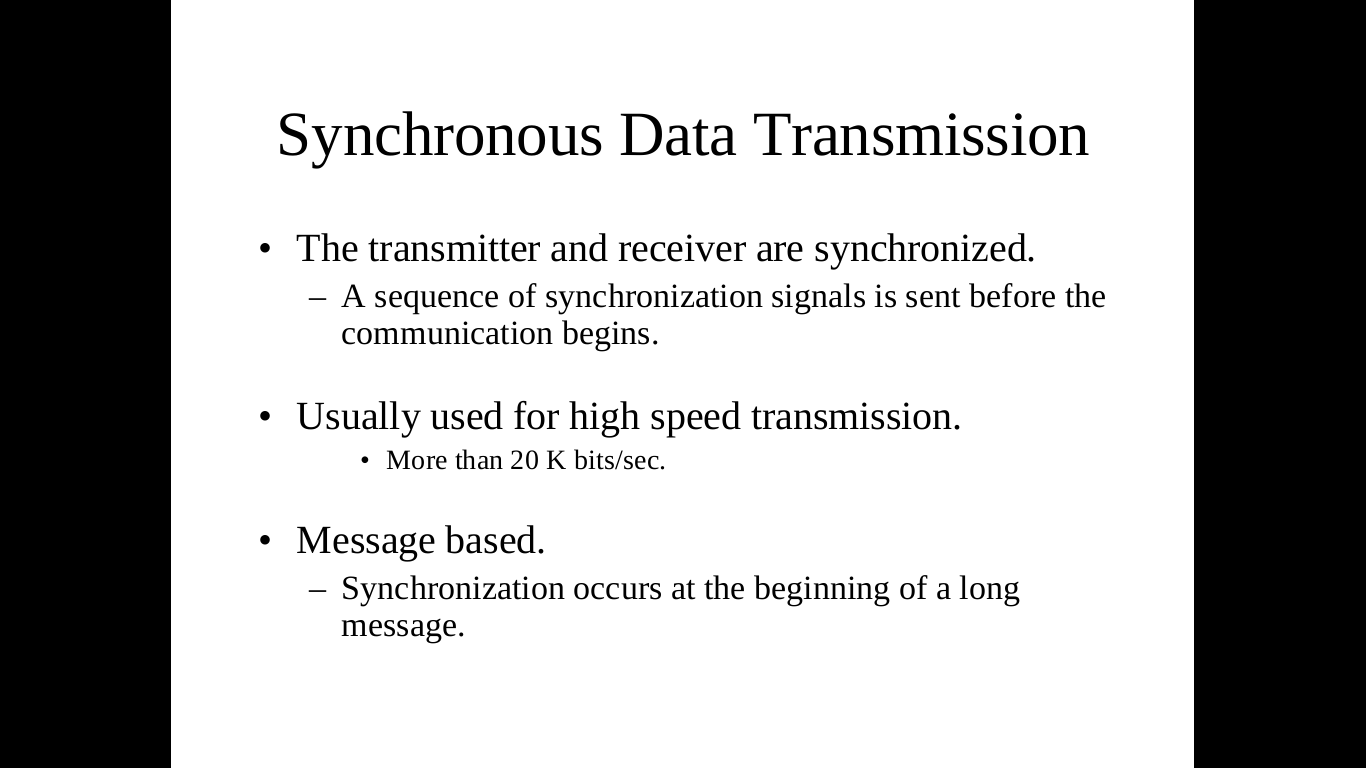 Synchronous Data Transmission
• The transmitter and receiver are synchronized.
– A sequence of synchronization signals is sent before the
communication begins.
• Usually used for high speed transmission.
• More than 20 K bits/sec.
• Message based.
– Synchronization occurs at the beginning of a long
message.